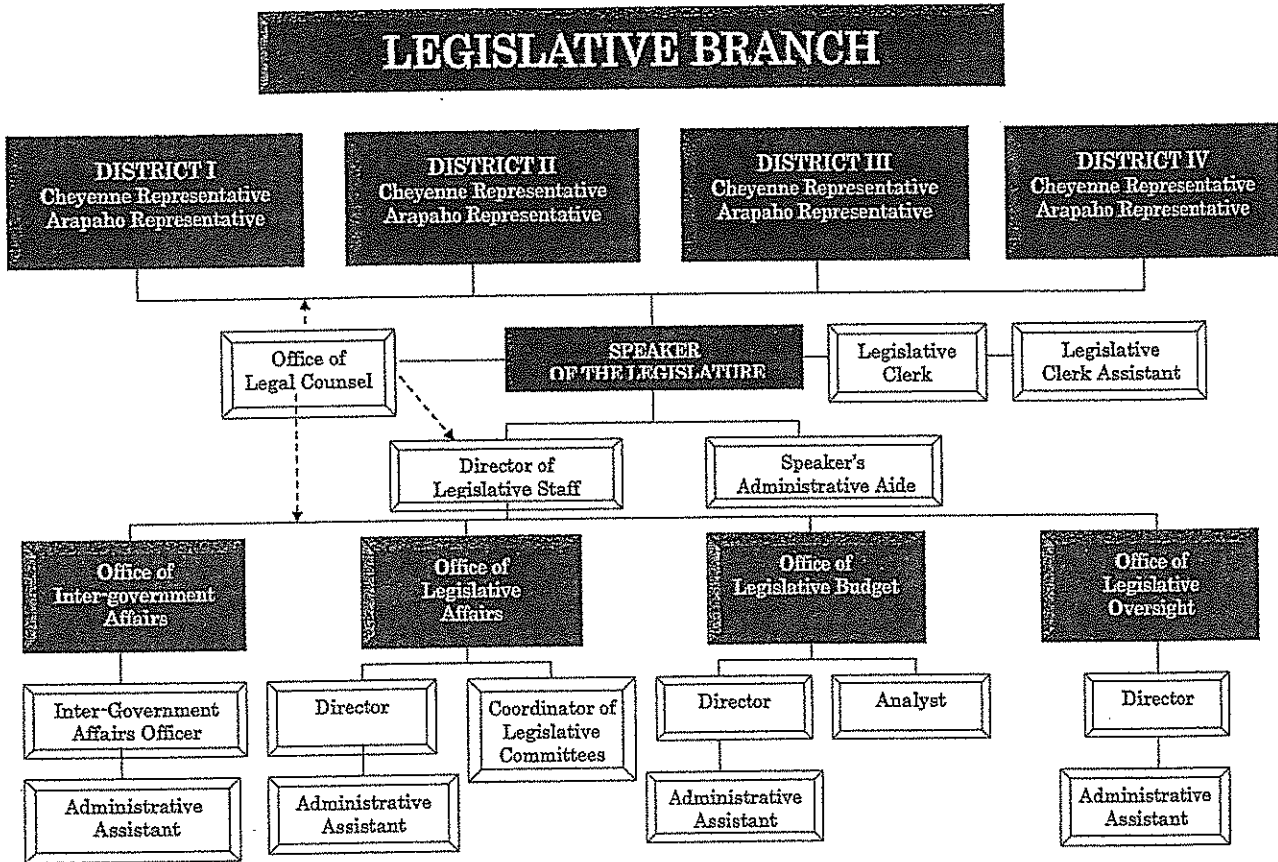 LEGISLATIVE BRANCH
DISTRICT I
Cheyenne Representative
Arapaho Representative
DISTRICT II
Cheyenne Representative
Arapaho Representative
DISTRICT III
Cheyenne Representative
Arapaho Representative
DISTRICT IV
Cheyenne Representative
Arapaho Representative
Office of
Legal Counsel
SPEAKER
OF THE LEGISLATURE
Legislative
Clerk
Legislative
Clerk Assistant
Director of
Legislative Staff
Speaker's
Administrative Aide
Office of
Inter-government
Affairs
Office of
Legislative
Affairs
Office of
Legislative Budget
Office of
Legislative
Oversight
Inter-Government
Affairs Officer
Director
Coordinator of
Legislative
Committees
Director
Analyst
Director
Administrative
Assistant
Administrative
Assistant
Administrative
Assistant
Administrative
Assistant